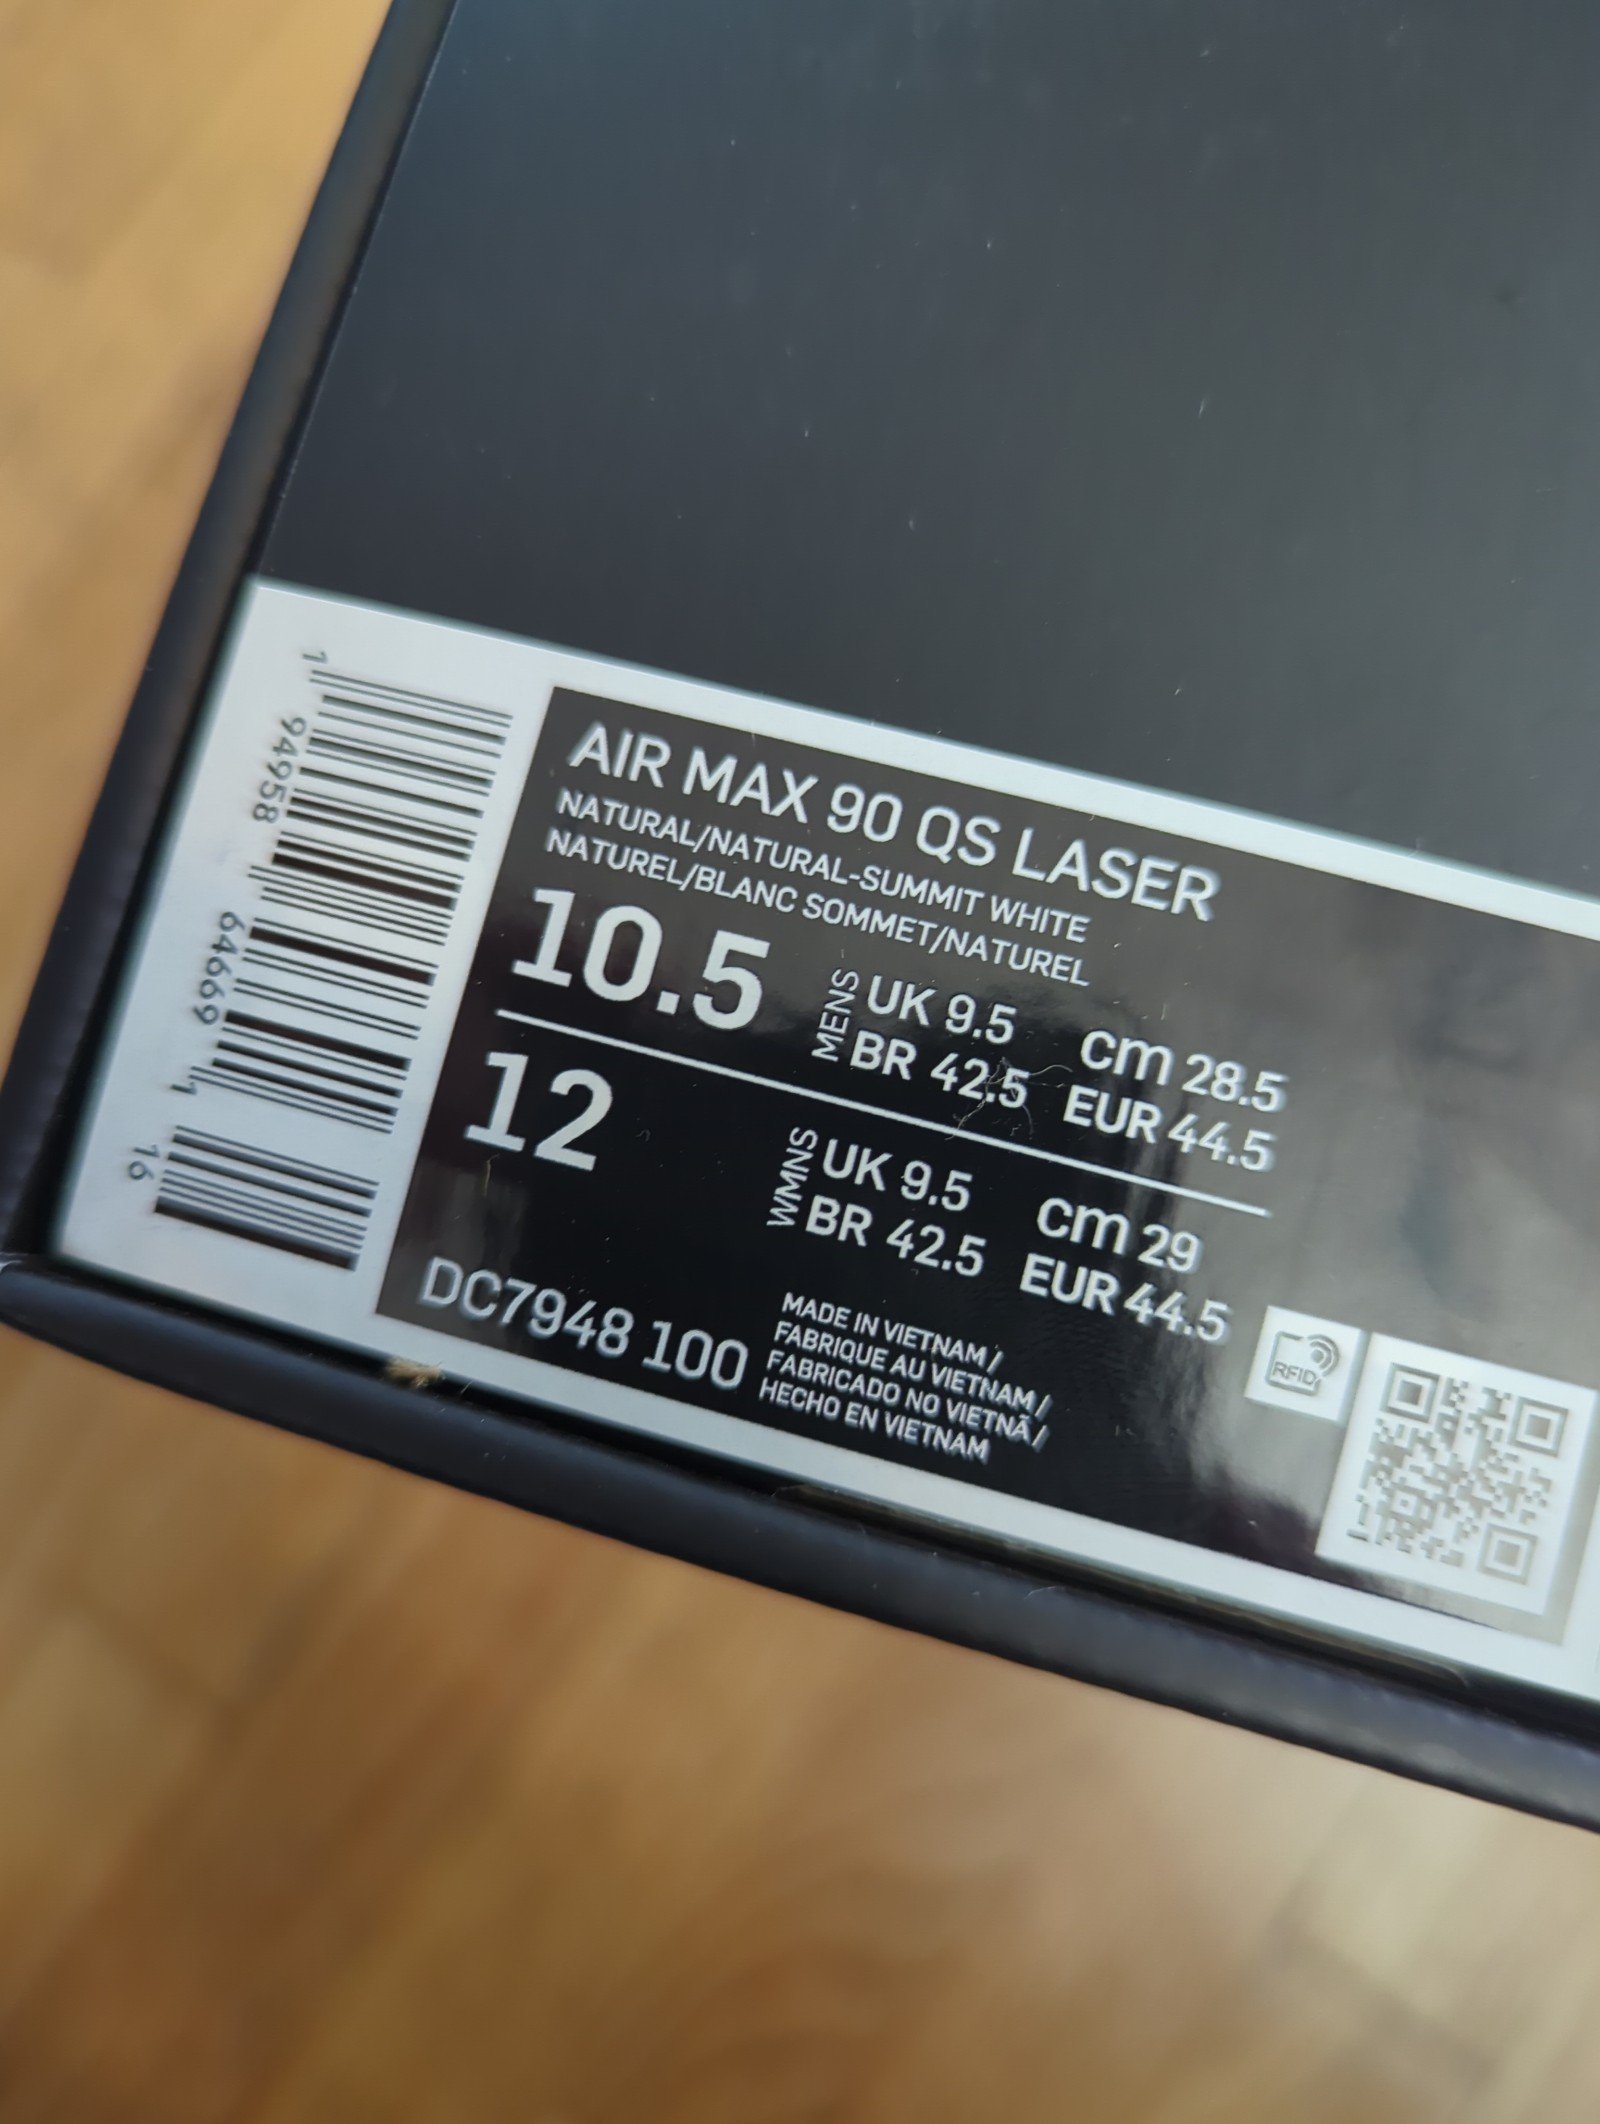 AIR MAX 90 QS LASER
NATURAL/NATURAL-SUMMIT WHITE
NATUREL/BLANC SOMMET/NATUREL
10.5
MENS
UK 9.5 cm 28.5
BR 42.5 EUR 44.5
12
WMNS
UK 9.5 cm 29
BR 42.5 EUR 44.5
DC7948 100
MADE IN VIETNAM /
FABRIQUE AU VIETNAM /
FABRICADO NO VIETNÃ /
HECHO EN VIETNAM
RFID
1 94958 64669 1 16